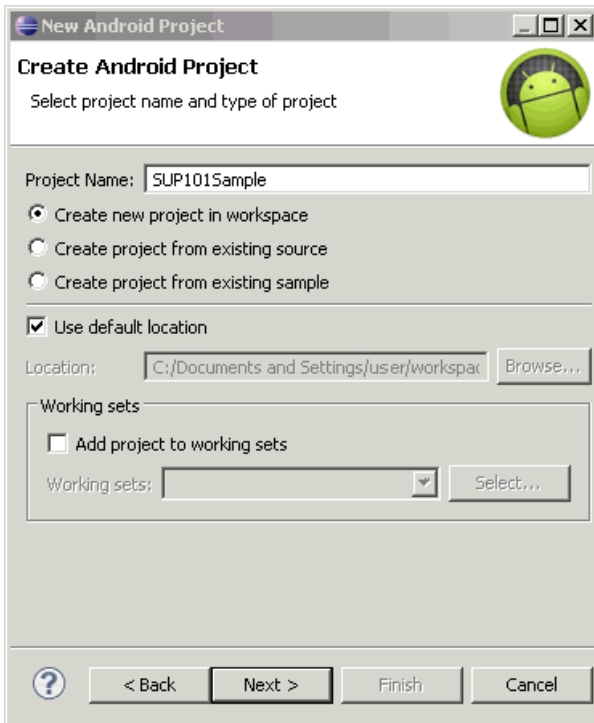 New Android Project
Create Android Project
Select project name and type of project
Project Name: SUP101Sample
Create new project in workspace
Create project from existing source
Create project from existing sample
Use default location
Location: C:/Documents and Settings/user/workspac Browse...
Working sets
Add project to working sets
Working sets: Select...
? < Back Next > Finish Cancel